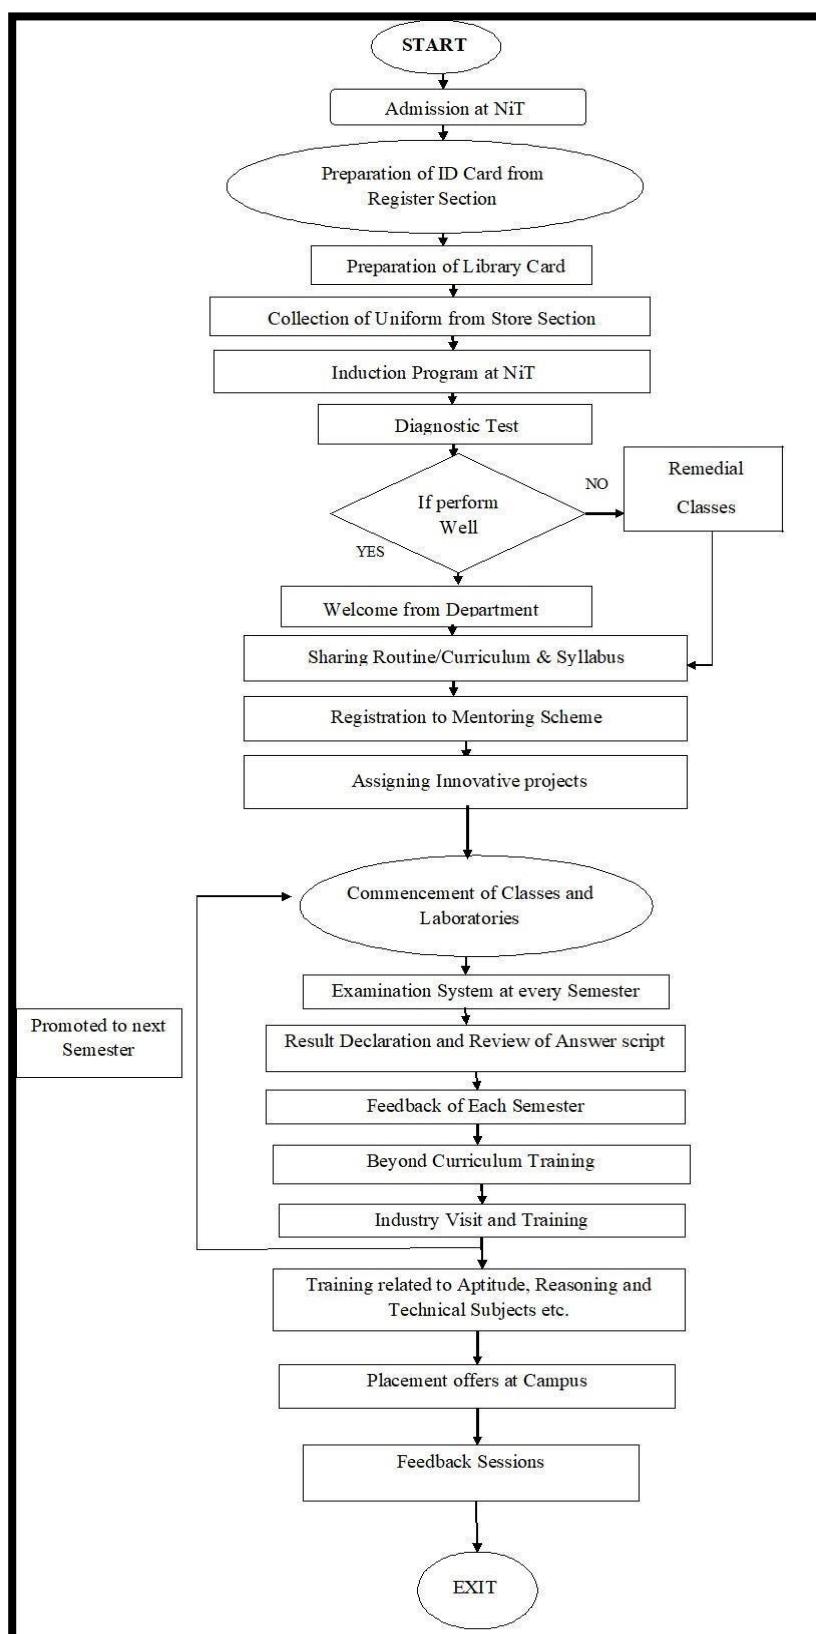 START
Admission at NiT
Preparation of ID Card from
Register Section
Preparation of Library Card
Collection of Uniform from Store Section
Induction Program at NiT
Diagnostic Test
If perform
Well
NO
Remedial
Classes
YES
Welcome from Department
Sharing Routine/Curriculum & Syllabus
Registration to Mentoring Scheme
Assigning Innovative projects
Commencement of Classes and
Laboratories
Examination System at every Semester
Promoted to next
Semester
Result Declaration and Review of Answer script
Feedback of Each Semester
Beyond Curriculum Training
Industry Visit and Training
Training related to Aptitude, Reasoning and
Technical Subjects etc.
Placement offers at Campus
Feedback Sessions
EXIT